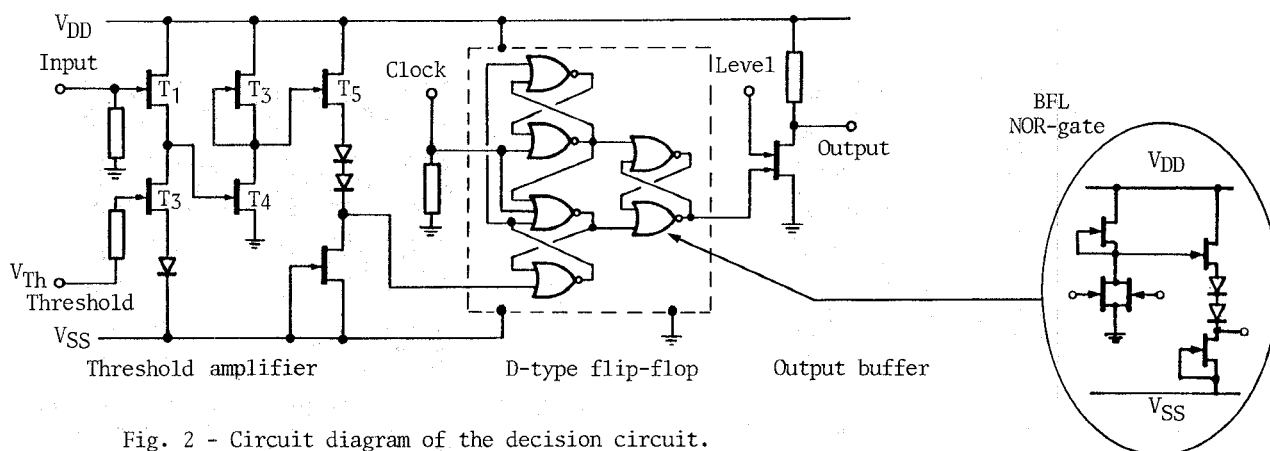 VDD
Input
T1
T3
T5
Clock
Level
Output
BFL
NOR-gate
VDD
T3
T4
VTh
Threshold
VSS
VSS
Threshold amplifier
D-type flip-flop
Output buffer
Fig. 2 - Circuit diagram of the decision circuit.